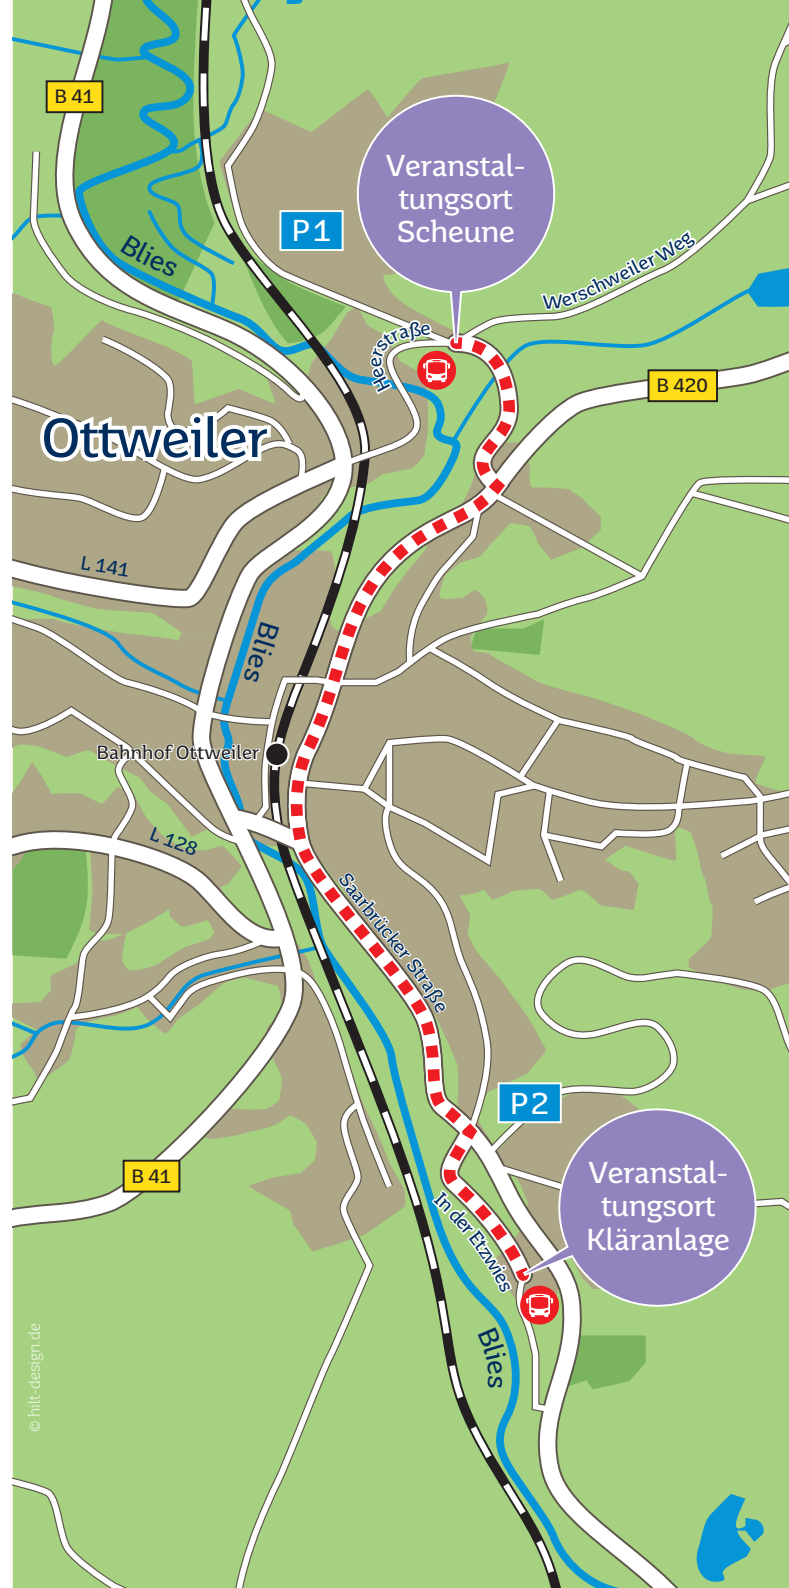 B 41
Veranstal-
tungsort
Scheune
P1
Blies
Werschweiler Weg
Heerstraße
B 420
Ottweiler
L 141
Blies
Bahnhof Ottweiler
L 128
Saarbrücker Straße
P2
B 41
Veranstal-
tungsort
Kläranlage
In der Etzwies
Blies
© hilt-design.de